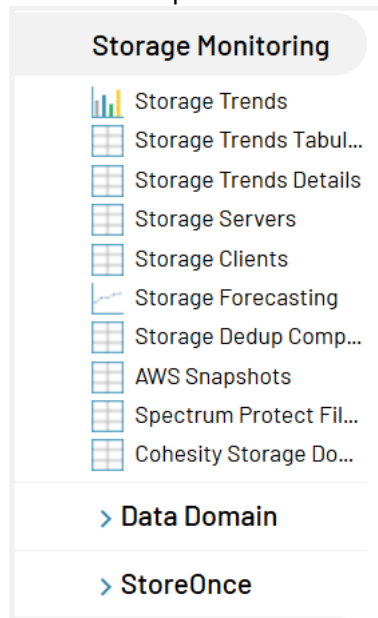 Storage Monitoring
Storage Trends
Storage Trends Tabul...
Storage Trends Details
Storage Servers
Storage Clients
Storage Forecasting
Storage Dedup Comp...
AWS Snapshots
Spectrum Protect Fil...
Cohesity Storage Do...
Data Domain
StoreOnce